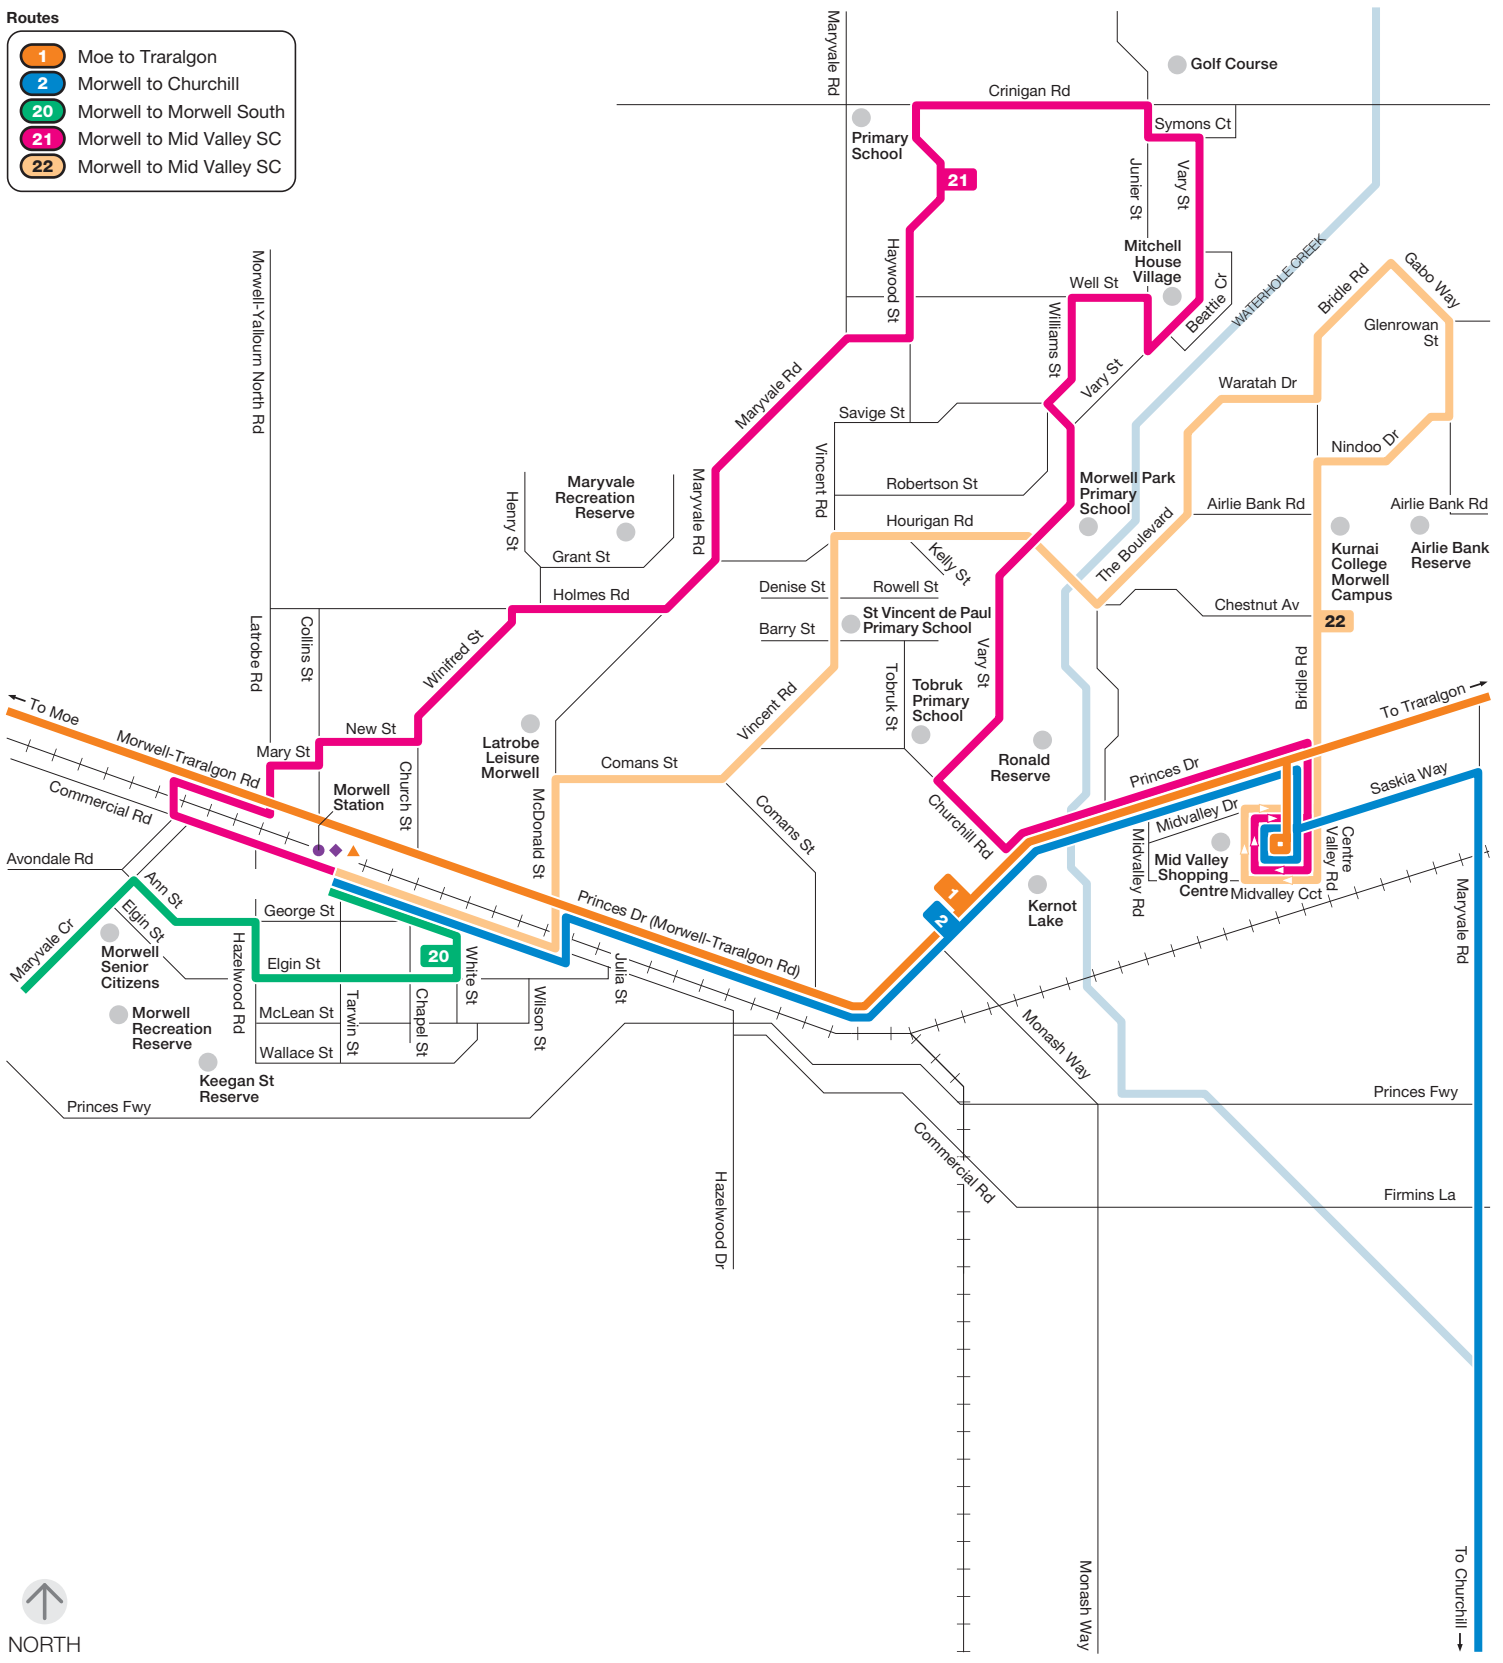 Routes
1 Moe to Traralgon
2 Morwell to Churchill
20 Morwell to Morwell South
21 Morwell to Mid Valley SC
22 Morwell to Mid Valley SC
Maryvale Rd
Golf Course
Crinigan Rd
Symons Ct
Primary
School
21
Junier St
Vary St
Mitchell
House
Village
Haywood St
Well St
Beattie Cr
WATERHOLE CREEK
Bridle Rd
Gabo Way
Glenrowan
St
Morwell-Yallourn North Rd
Williams St
Vary St
Maryvale Rd
Waratah Dr
Savige St
Nindoo Dr
Vincent Rd
Maryvale
Recreation
Reserve
Henry St
Maryvale Rd
Robertson St
Morwell Park
Primary
School
Airlie Bank Rd
Airlie Bank Rd
Hourigan Rd
Kelly St
The Boulevard
Kurnai
College
Morwell
Campus
Airlie Bank
Reserve
Grant St
Holmes Rd
Denise St
Rowell St
Chestnut Av
St Vincent de Paul
Primary School
Barry St
22
Latrobe Rd
Collins St
Winifred St
Vary St
Bridle Rd
Tobruk St
Tobruk
Primary
School
Vincent Rd
To Moe
To Traralgon
New St
Mary St
Morwell-Traralgon Rd
Latrobe
Leisure
Morwell
Comans St
Ronald
Reserve
Princes Dr
Saskia Way
Commercial Rd
Morwell
Station
Church St
McDonald St
Comans St
Churchill Rd
Midvalley Dr
Midvalley Rd
Mid Valley
Shopping
Centre
Centre
Valley Rd
Midvalley Cct
Avondale Rd
Ann St
Elgin St
George St
1
2
Kernot
Lake
Maryvale Rd
Princes Dr (Morwell-Traralgon Rd)
Maryvale Cr
Morwell
Senior
Citizens
Hazelwood Rd
Elgin St
20
White St
Julia St
Morwell
Recreation
Reserve
McLean St
Tarwin St
Chapel St
Wilson St
Wallace St
Keegan St
Reserve
Monash Way
Princes Fwy
Princes Fwy
Commercial Rd
Hazelwood Dr
Firmins La
Monash Way
To Churchill
NORTH